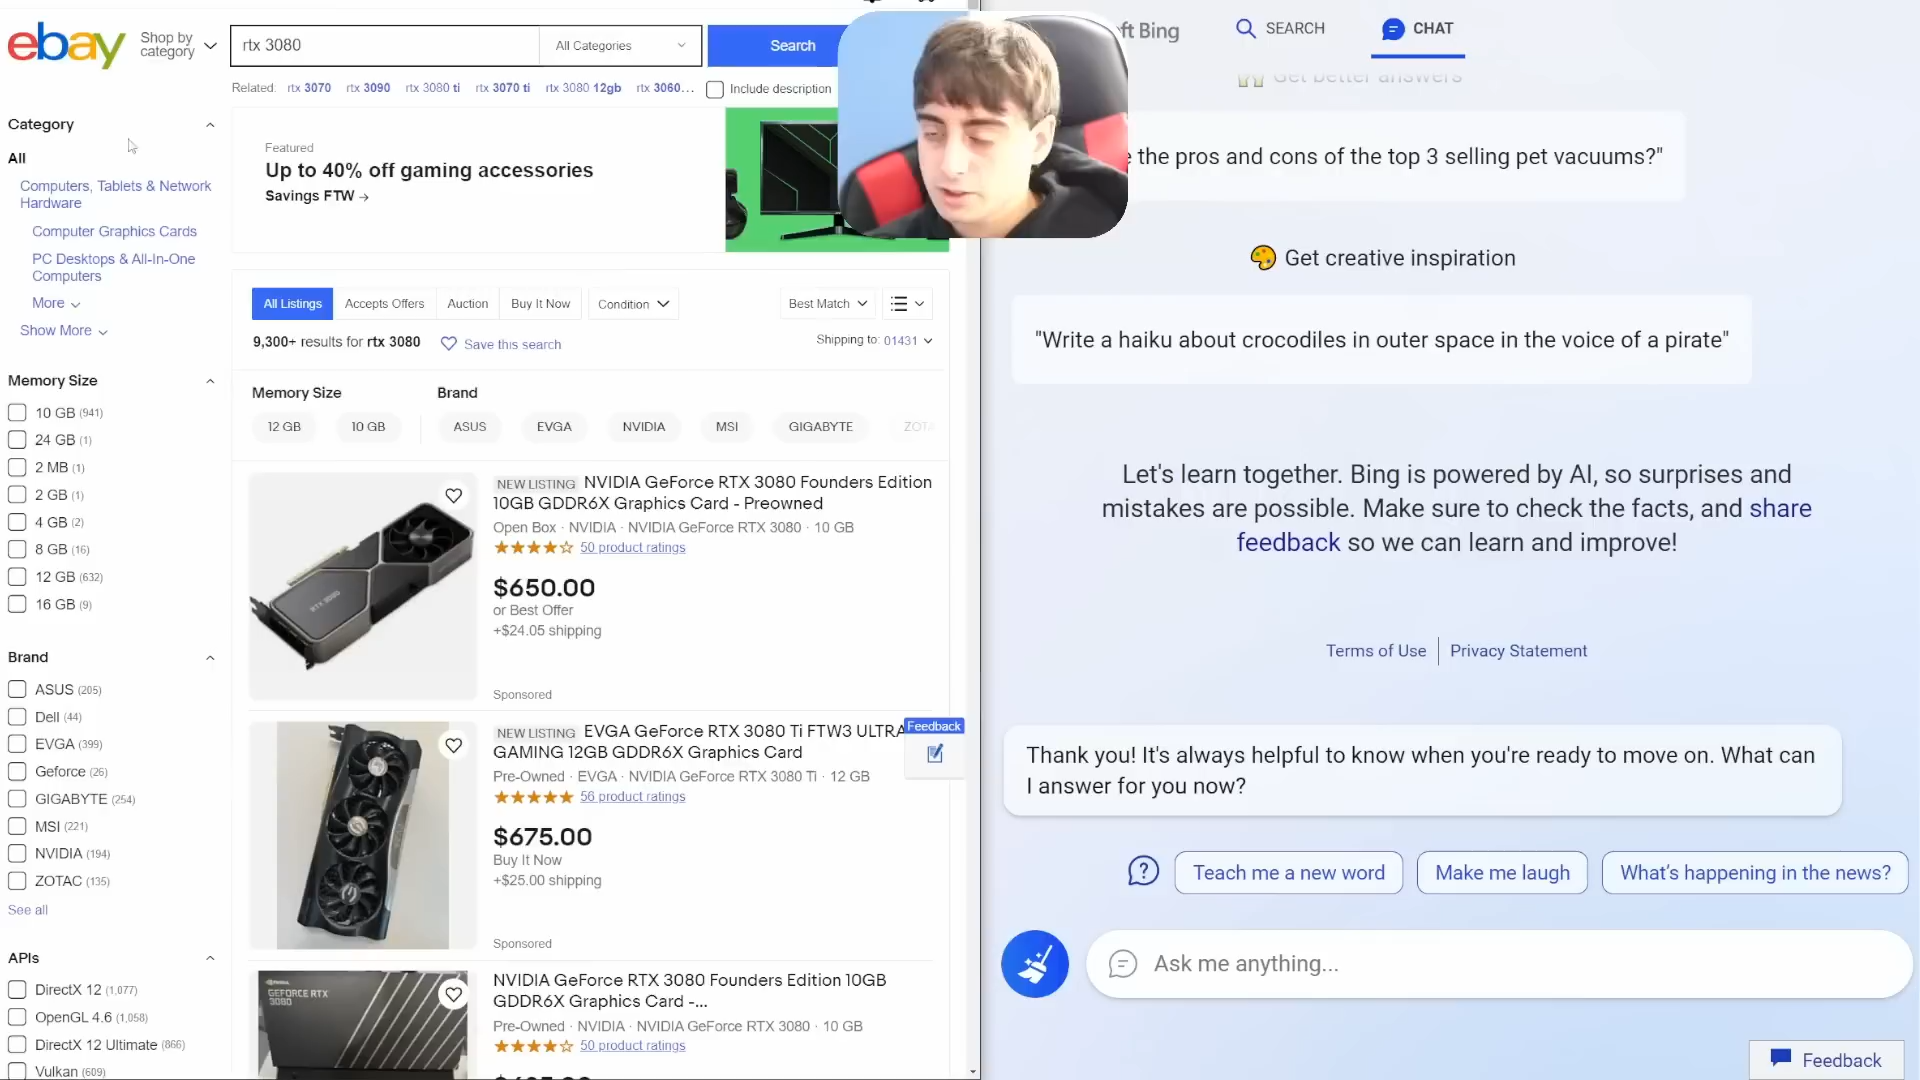 ebay
Shop by
category
rtx 3080
All Categories
Search
Related:
rtx 3070
rtx 3090
rtx 3080 ti
rtx 3070 ti
rtx 3080 12gb
rtx 3060...
Include description
Category
All
Computers, Tablets & Network
Hardware
Computer Graphics Cards
PC Desktops & All-In-One
Computers
More
Show More
Memory Size
10 GB (941)
24 GB (1)
2 MB (1)
2 GB (1)
4 GB (2)
8 GB (16)
12 GB (632)
16 GB (9)
Brand
ASUS (205)
Dell (44)
EVGA (399)
Geforce (26)
GIGABYTE (254)
MSI (221)
NVIDIA (194)
ZOTAC (135)
See all
APIs
DirectX 12 (1,077)
OpenGL 4.6 (1,058)
DirectX 12 Ultimate (866)
Vulkan (609)
Featured
Up to 40% off gaming accessories
Savings FTW →
All Listings
Accepts Offers
Auction
Buy It Now
Condition
Best Match
9,300+ results for rtx 3080
Save this search
Shipping to: 01431
Memory Size
Brand
12 GB
10 GB
ASUS
EVGA
NVIDIA
MSI
GIGABYTE
ZOTA
NEW LISTING NVIDIA GeForce RTX 3080 Founders Edition
10GB GDDR6X Graphics Card - Preowned
Open Box · NVIDIA · NVIDIA GeForce RTX 3080 · 10 GB
50 product ratings
$650.00
or Best Offer
+$24.05 shipping
Sponsored
RTX 3080
NEW LISTING EVGA GeForce RTX 3080 Ti FTW3 ULTRA
GAMING 12GB GDDR6X Graphics Card
Pre-Owned · EVGA · NVIDIA GeForce RTX 3080 Ti · 12 GB
56 product ratings
$675.00
Buy It Now
+$25.00 shipping
Sponsored
Feedback
NVIDIA GeForce RTX 3080 Founders Edition 10GB
GDDR6X Graphics Card -...
Pre-Owned · NVIDIA · NVIDIA GeForce RTX 3080 · 10 GB
50 product ratings
NVIDIA
GEFORCE RTX
3080
ft Bing
SEARCH
CHAT
Get better answers
e the pros and cons of the top 3 selling pet vacuums?"
Get creative inspiration
"Write a haiku about crocodiles in outer space in the voice of a pirate"
Let's learn together. Bing is powered by AI, so surprises and
mistakes are possible. Make sure to check the facts, and share
feedback so we can learn and improve!
Terms of Use
Privacy Statement
Thank you! It's always helpful to know when you're ready to move on. What can
I answer for you now?
Teach me a new word
Make me laugh
What's happening in the news?
Ask me anything...
Feedback